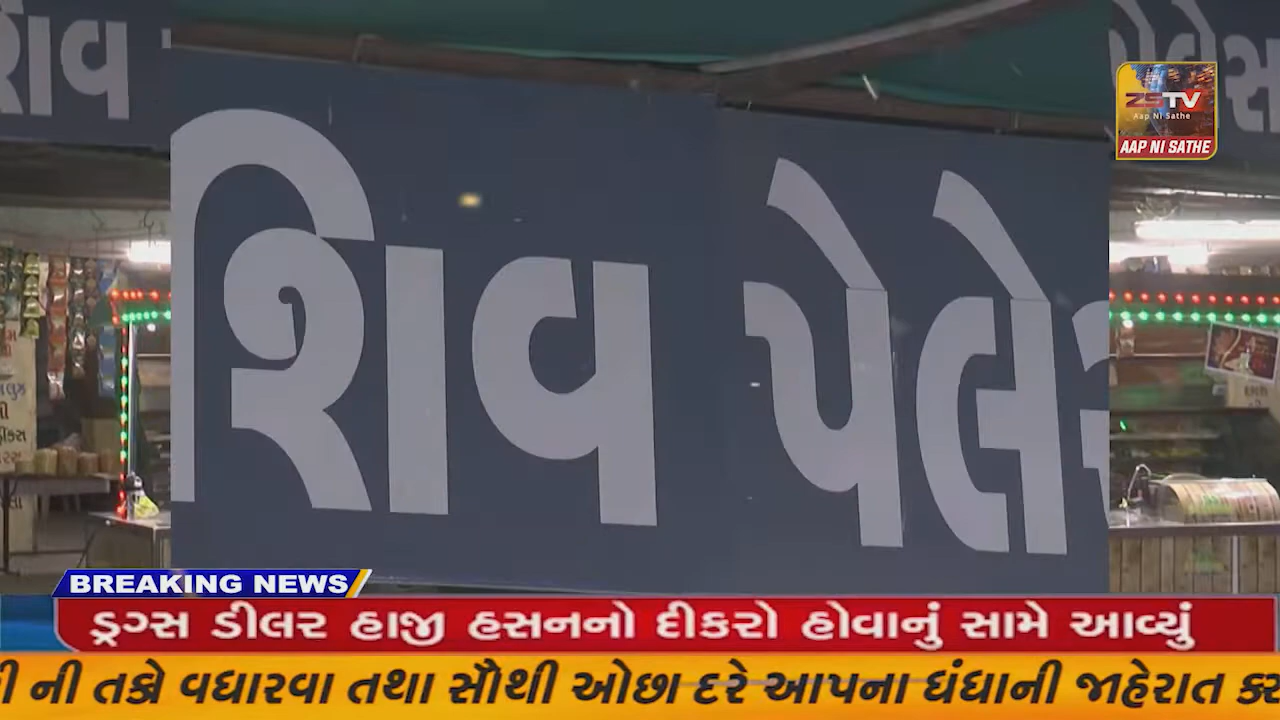 શિવ
શિવ પેલે
ZSTV
Aap Ni Sathe
AAP NI SATHE
BREAKING NEWS
ડ્રગ્સ ડીલર હાજી હસનનો દીકરો હોવાનું સામે આવ્યું
ની તકો વધારવા તથા સૌથી ઓછા દરે આપના ધંધાની જાહેરાત